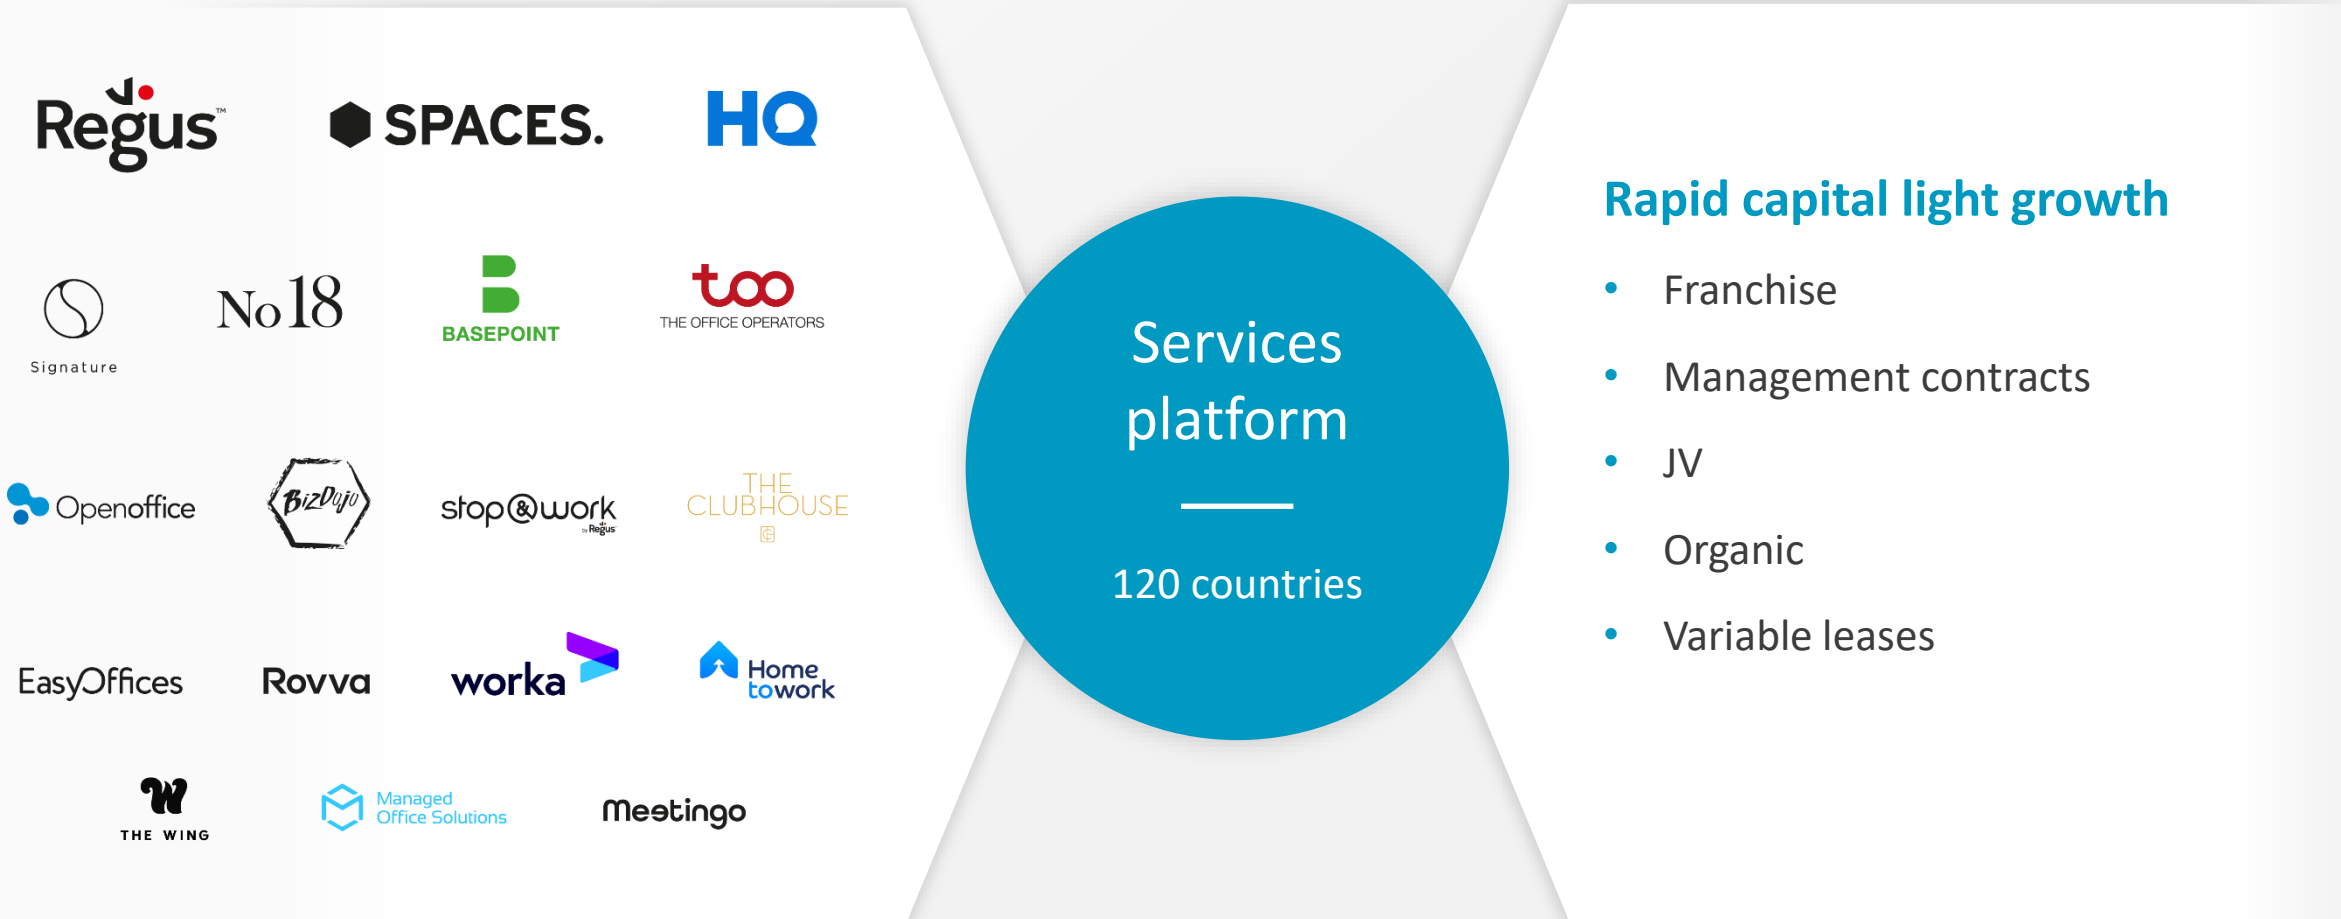 Regus™
SPACES.
HQ
Signature
No18
BASEPOINT
too
THE OFFICE OPERATORS
Openoffice
BizDojo
stop&work
by Regus
THE
CLUBHOUSE
EasyOffices
Rovva
worka
Home
towork
THE WING
Managed
Office Solutions
meetingo
Services
platform
120 countries
Rapid capital light growth
• Franchise
• Management contracts
• JV
• Organic
• Variable leases